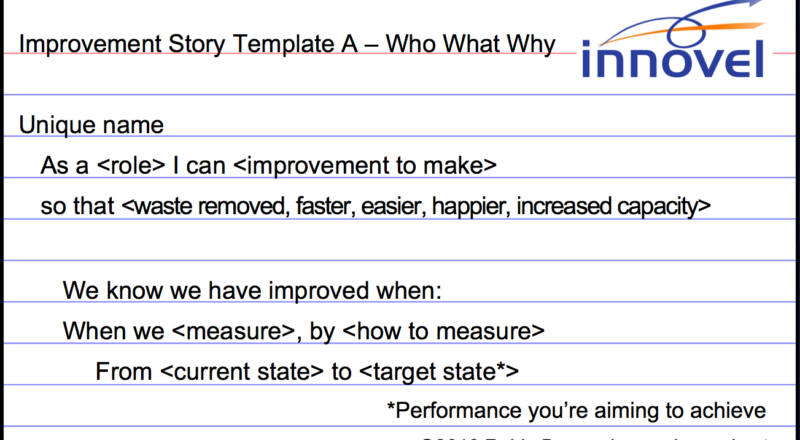 Improvement Story Template A – Who What Why
innovel
Unique name
As a <role> I can <improvement to make>
so that <waste removed, faster, easier, happier, increased capacity>
We know we have improved when:
When we <measure>, by <how to measure>
From <current state> to <target state*>
*Performance you’re aiming to achieve